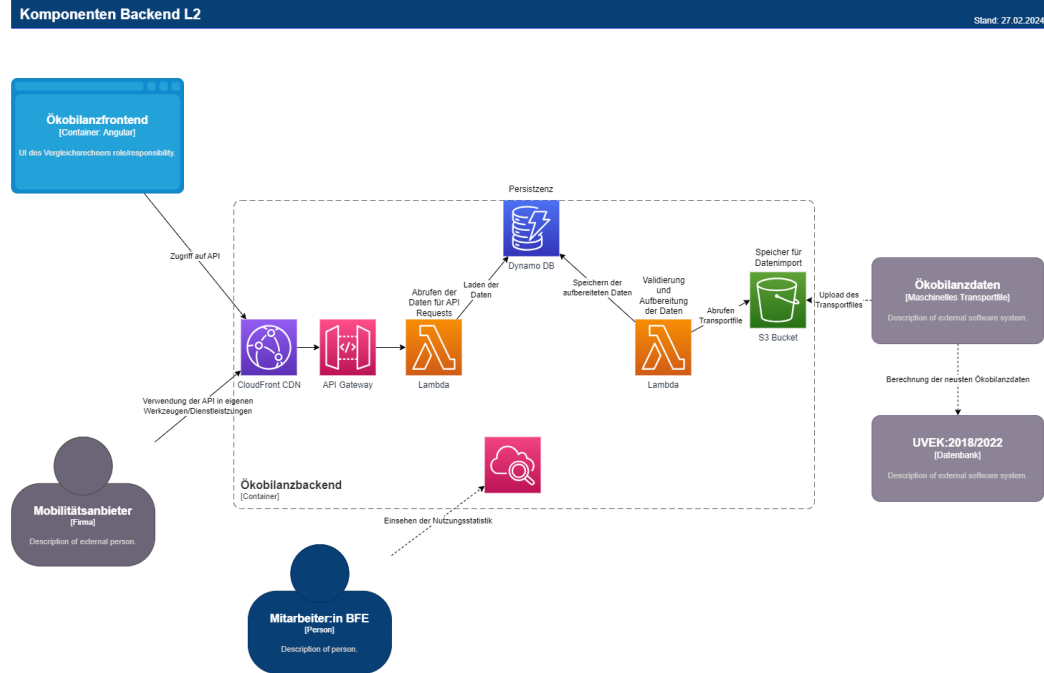 Komponenten Backend L2
Stand: 27.02.2024
Ökobilanzfrontend
[Container: Angular]
UI des Vergleichsrechners role/responsibility.
Zugriff auf API
Persistzenz
Dynamo DB
Laden der
Daten
Speichern der
aufbereiteten Daten
Abrufen der
Daten für API
Requests
Validierung
und
Aufbereitung
der Daten
Abrufen
Transportfile
Speicher für
Datenimport
S3 Bucket
Upload des
Transportfiles
Ökobilanzdaten
[Maschinelles Transportfile]
Description of external software system.
CloudFront CDN
API Gateway
Lambda
Lambda
Berechnung der neusten Ökobilanzdaten
Verwendung der API in eigenen
Werkzeugen/Dienstleistzungen
UVEK:2018/2022
[Datenbank]
Description of external software system.
Ökobilanzbackend
[Container]
Mobilitätsanbieter
[Firma]
Description of external person.
Einsehen der Nutzungsstatistik
Mitarbeiter:in BFE
[Person]
Description of person.